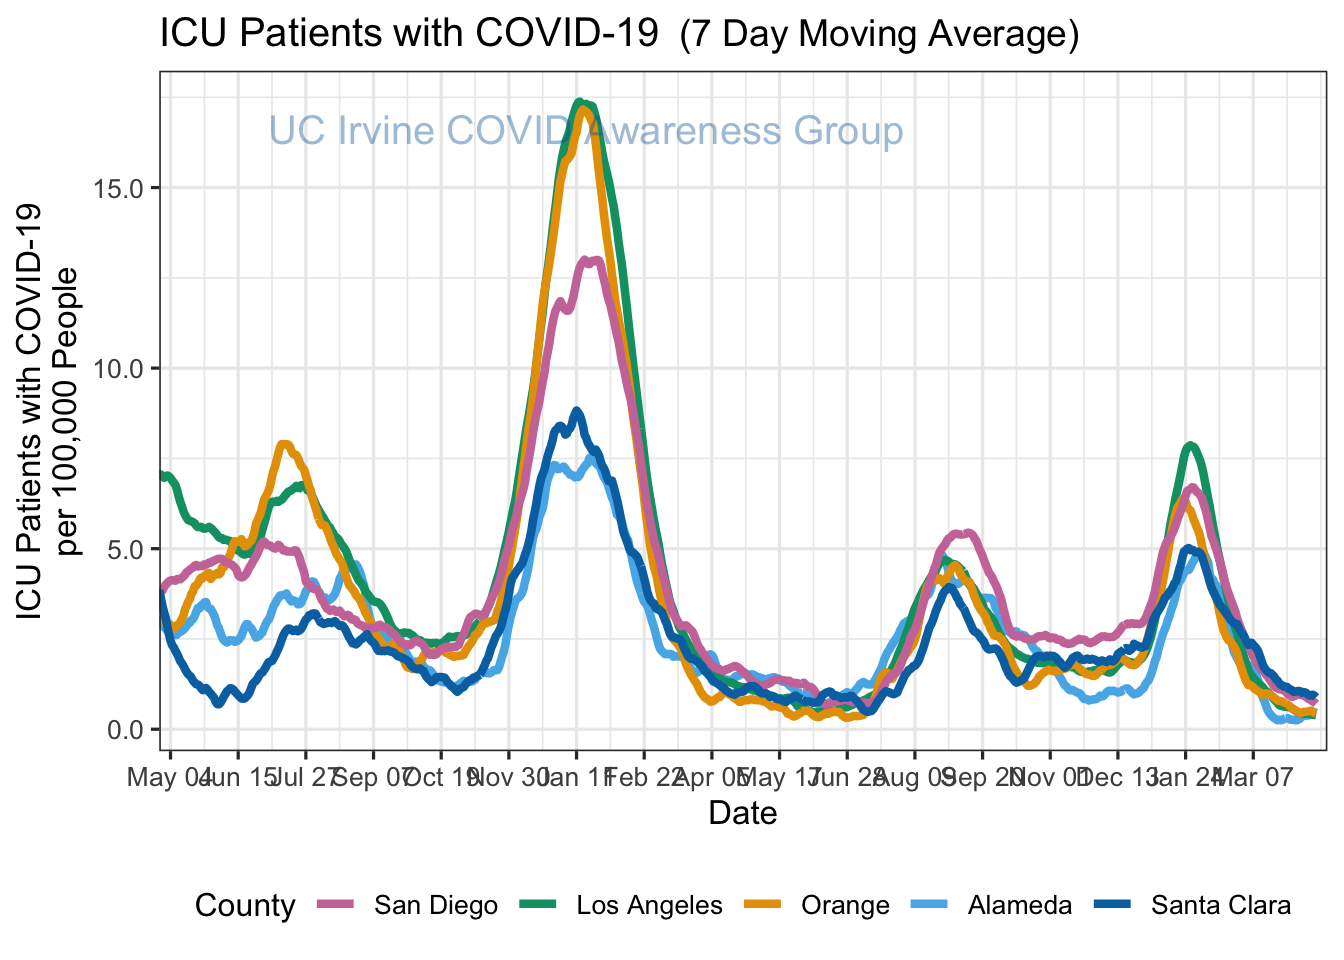 ICU Patients with COVID-19 (7 Day Moving Average)
UC Irvine COVID Awareness Group
ICU Patients with COVID-19
per 100,000 People
15.0
10.0
5.0
0.0
May 04 Jun 15 Jul 27 Sep 07 Oct 19 Nov 30 Jan 11 Feb 22 Apr 05 May 17 Jun 28 Aug 09 Sep 20 Nov 01 Dec 13 Jan 24 Mar 07
Date
County San Diego Los Angeles Orange Alameda Santa Clara